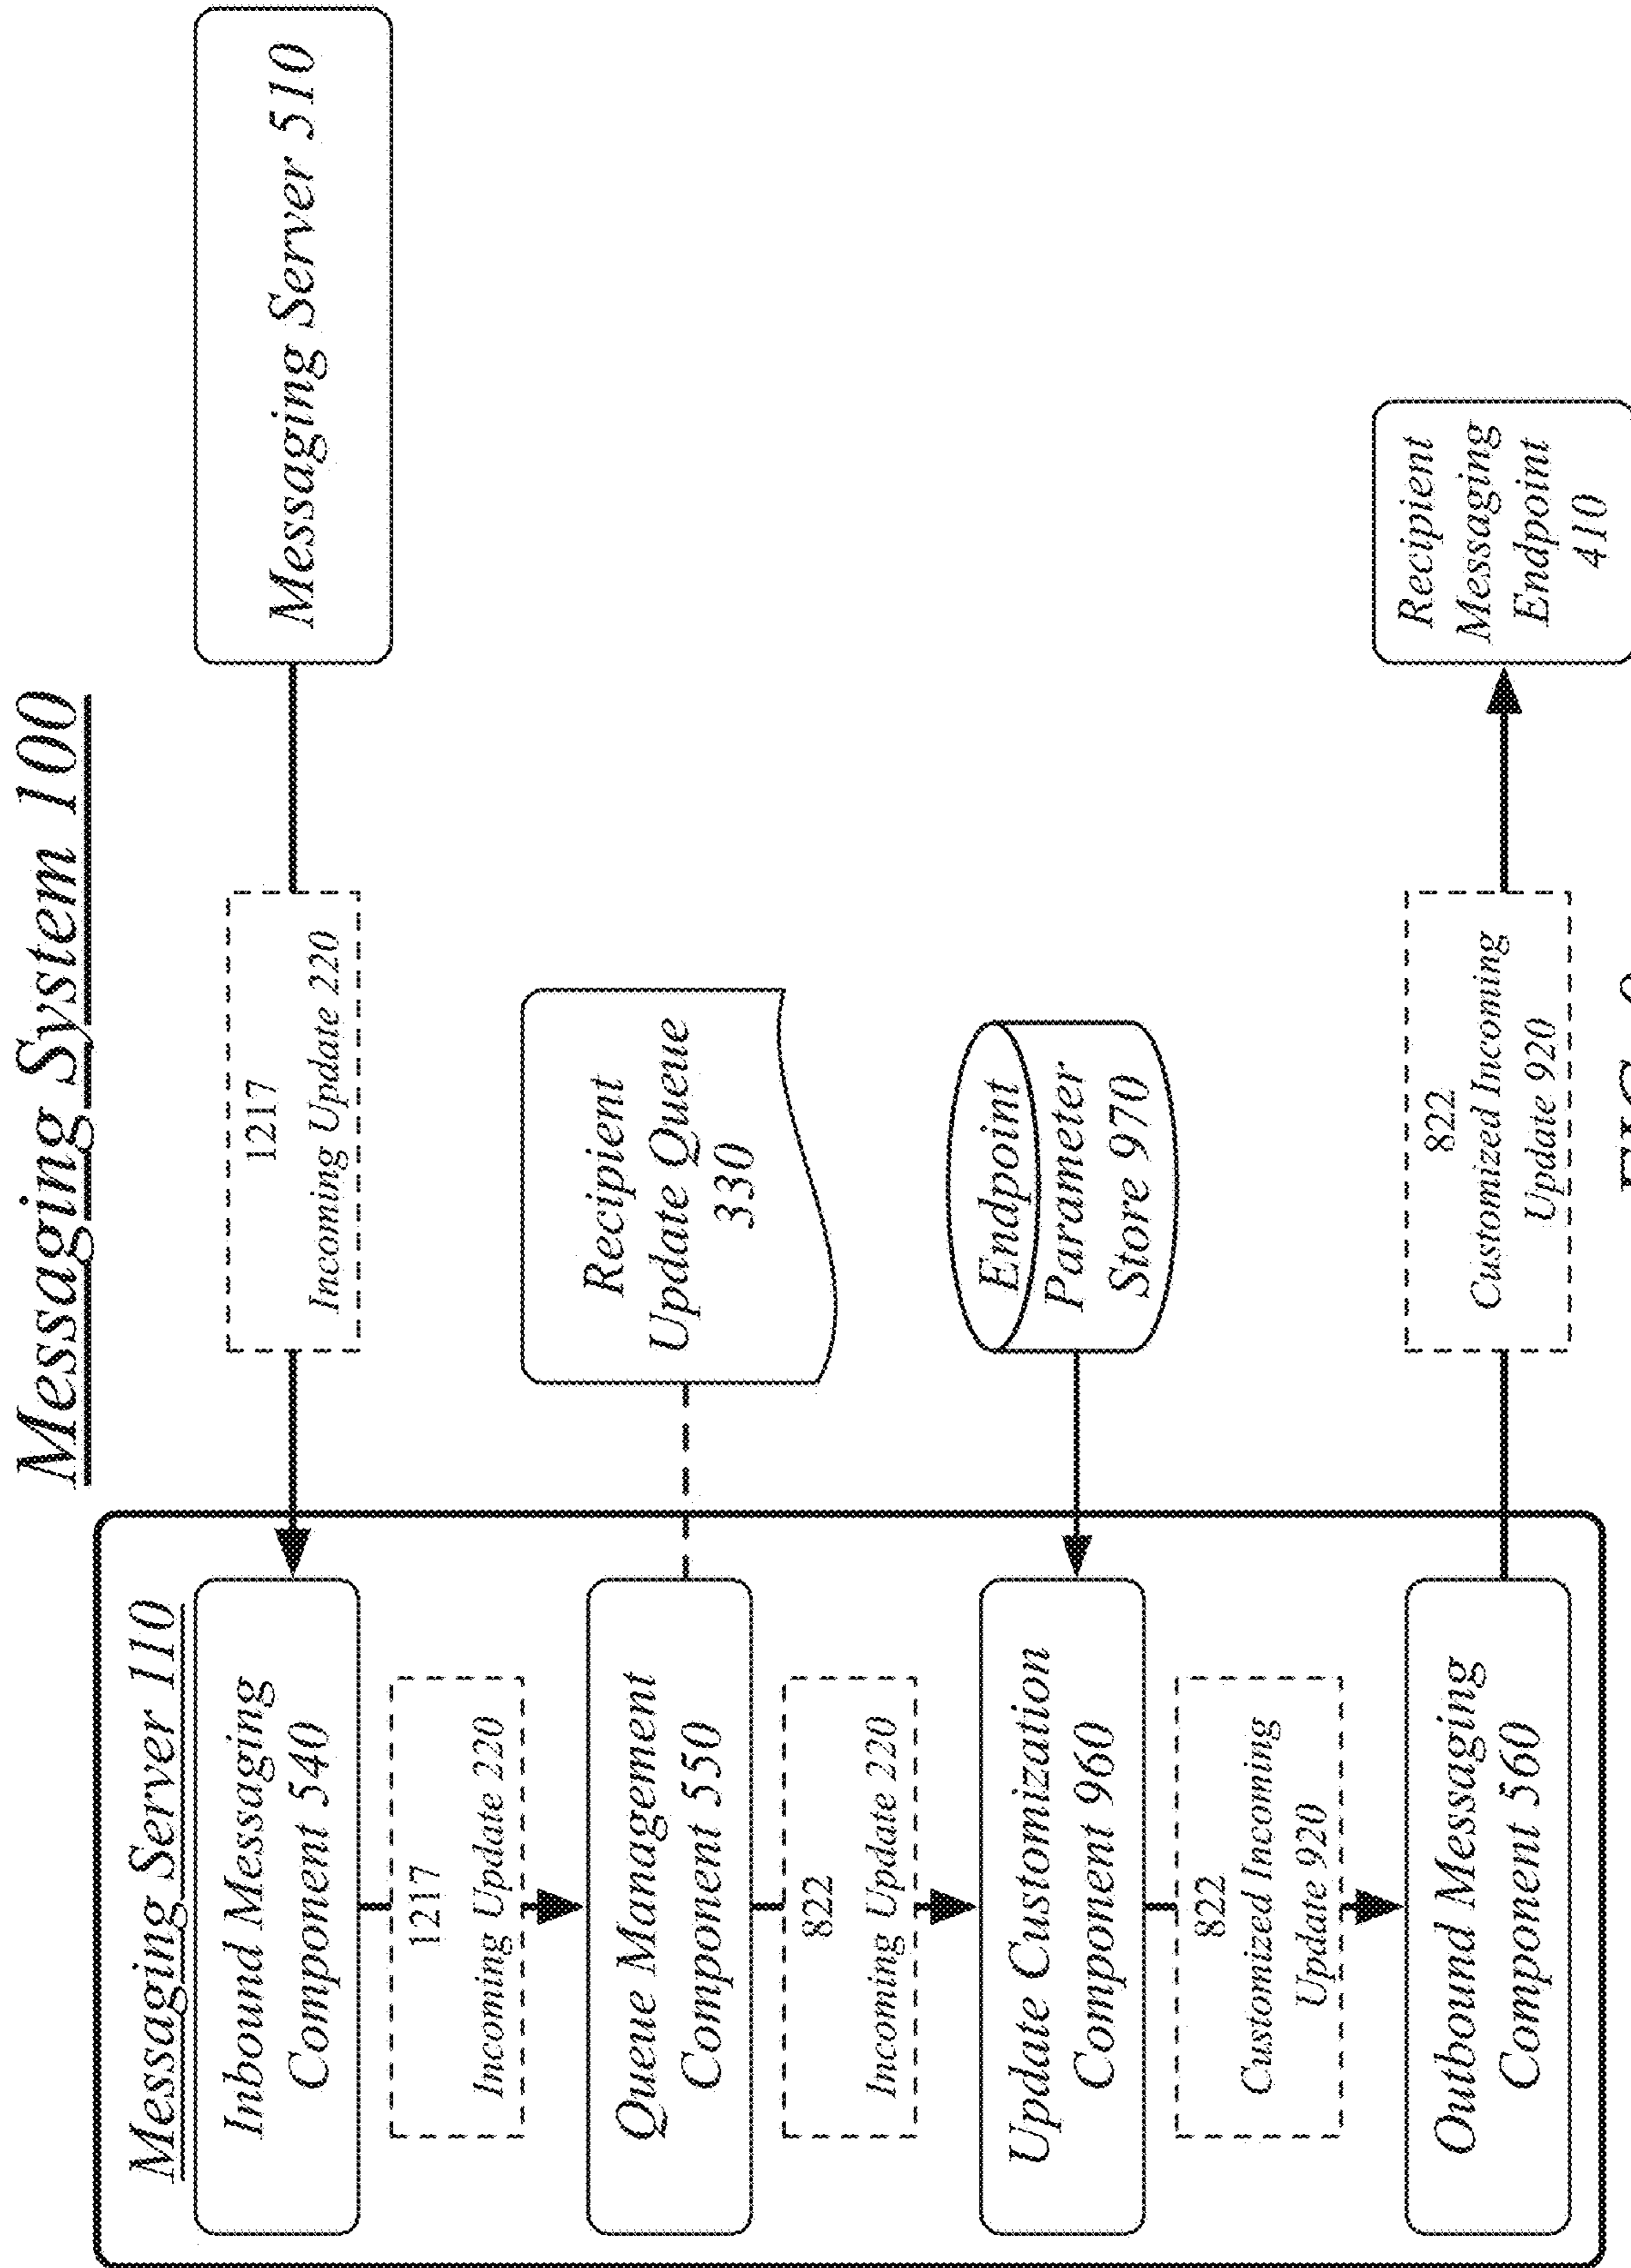 Messaging System 100
Messaging Server 110
Inbound Messaging
Component 540
1217
Incoming Update 220
Messaging Server 510
1217
Incoming Update 220
Queue Management
Component 550
Recipient
Update Queue
330
822
Incoming Update 220
Update Customization
Component 960
Endpoint
Parameter
Store 970
822
Customized Incoming
Update 920
Outbound Messaging
Component 560
822
Customized Incoming
Update 920
Recipient
Messaging
Endpoint
410